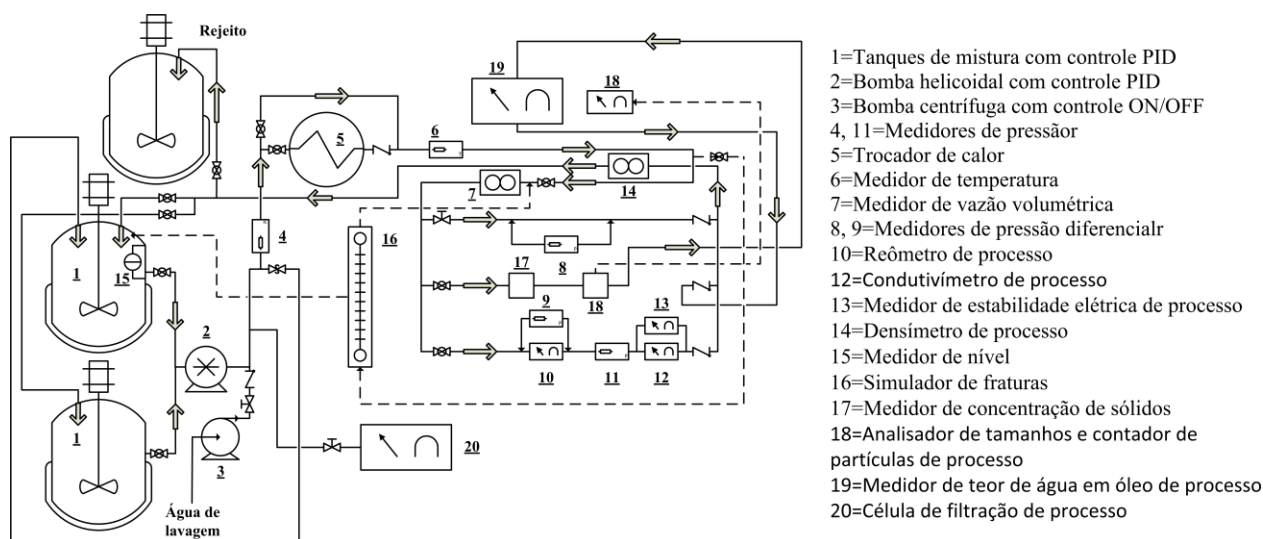 Rejeito
19
18
5
6
7
14
4
16
1
15
8
17
18
9
13
2
10
11
12
1
3
20
Água de
lavagem
1=Tanques de mistura com controle PID
2=Bomba helicoidal com controle PID
3=Bomba centrífuga com controle ON/OFF
4, 11=Medidores de pressãor
5=Trocador de calor
6=Medidor de temperatura
7=Medidor de vazão volumétrica
8, 9=Medidores de pressão diferencialr
10=Reômetro de processo
12=Condutivímetro de processo
13=Medidor de estabilidade elétrica de processo
14=Densímetro de processo
15=Medidor de nível
16=Simulador de fraturas
17=Medidor de concentração de sólidos
18=Analisador de tamanhos e contador de
partículas de processo
19=Medidor de teor de água em óleo de processo
20=Célula de filtração de processo